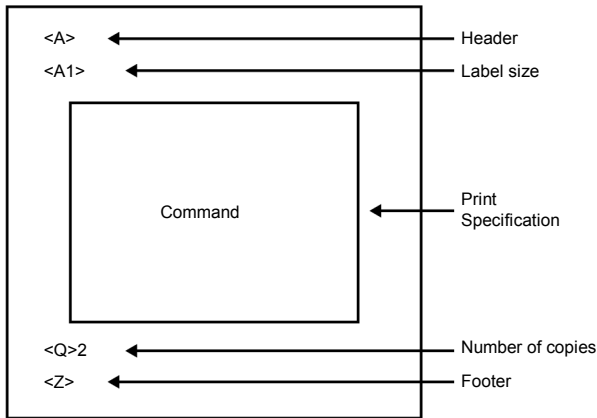 <A> Header
<A1> Label size
Command
Print
Specification
<Q>2 Number of copies
<Z> Footer